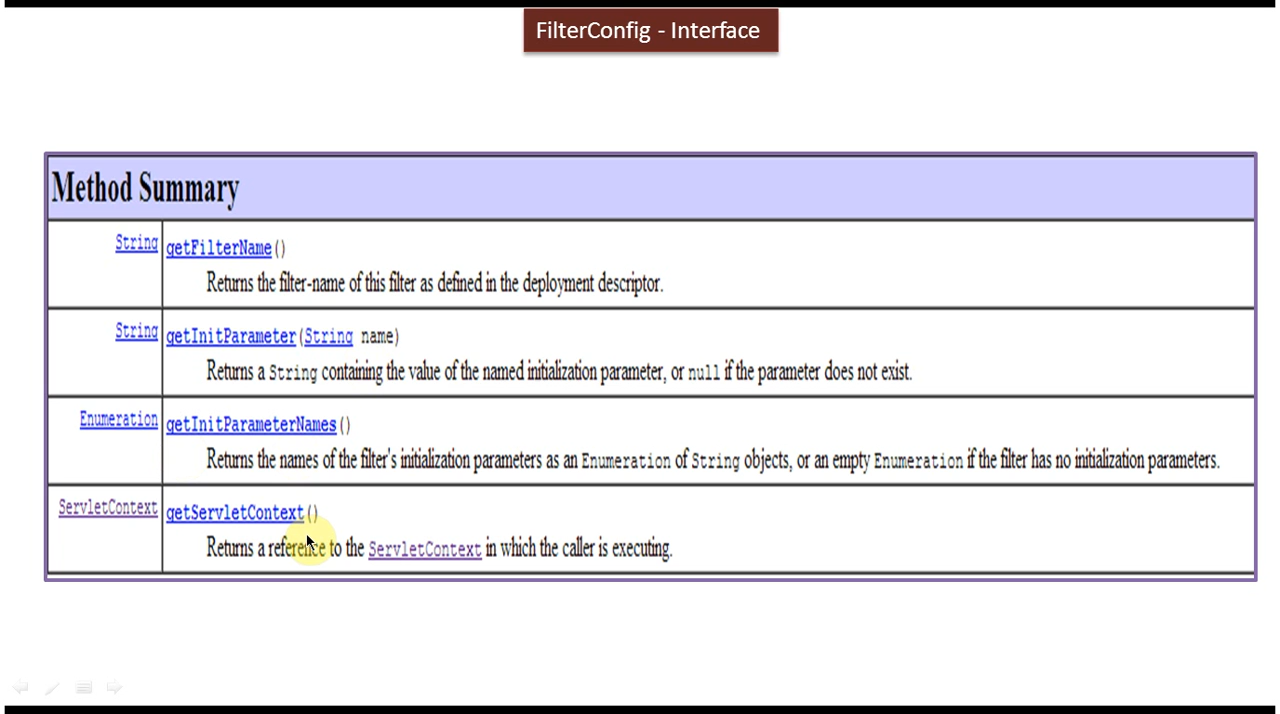 FilterConfig - Interface
Method Summary
String
getFilterName()
Returns the filter-name of this filter as defined in the deployment descriptor.
String
getInitParameter(String name)
Returns a String containing the value of the named initialization parameter, or null if the parameter does not exist.
Enumeration
getInitParameterNames()
Returns the names of the filter's initialization parameters as an Enumeration of String objects, or an empty Enumeration if the filter has no initialization parameters.
ServletContext
getServletContext()
Returns a reference to the ServletContext in which the caller is executing.